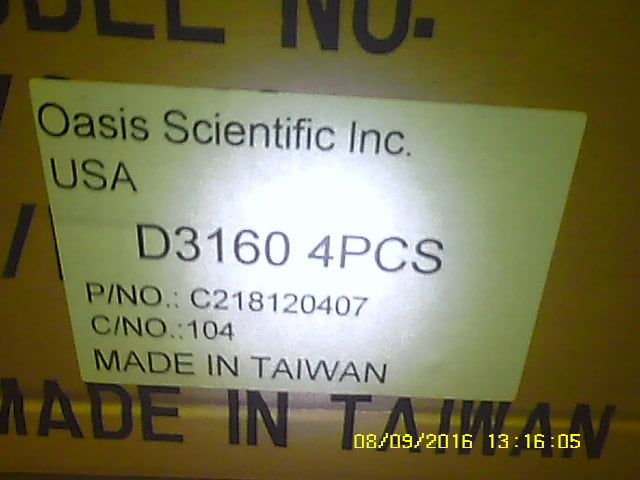 NO.
Oasis Scientific Inc.
USA
D3160 4PCS
P/NO.: C218120407
C/NO.:104
MADE IN TAIWAN
MADE IN TAIWAN
08/09/2016 13:16:05